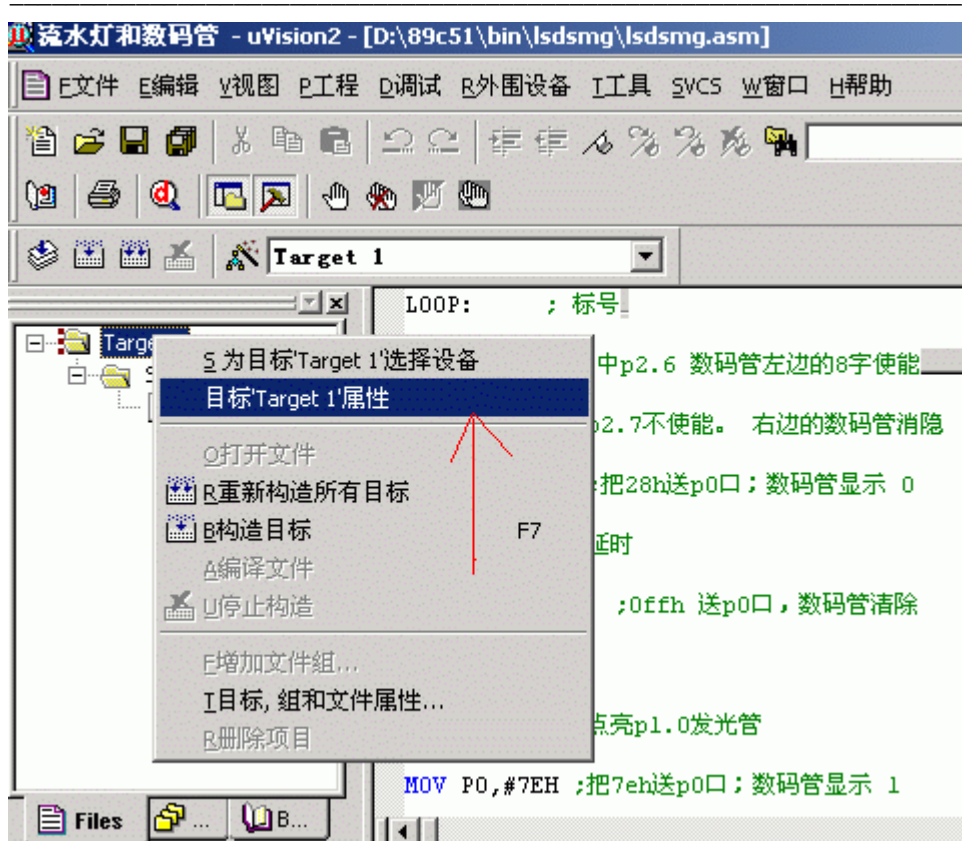 流水灯和数码管 - uVision2 - [D:\89c51\bin\lsdsmg\lsdsmg.asm]
F文件 E编辑 V视图 P工程 D调试 R外围设备 T工具 SVCS W窗口 H帮助
Target 1
LOOP: ; 标号
Targe
S 为目标'Target 1'选择设备
中p2.6 数码管左边的8字使能
目标'Target 1'属性
p2.7不使能。 右边的数码管消隐
O打开文件
R重新构造所有目标
把28h送p0口；数码管显示 0
B构造目标 F7
延时
A编译文件
U停止构造
;0ffh 送p0口，数码管清除
F增加文件组...
T目标, 组和文件属性...
点亮p1.0发光管
R删除项目
MOV P0,#7EH ;把7eh送p0口；数码管显示 1
Files ... B...